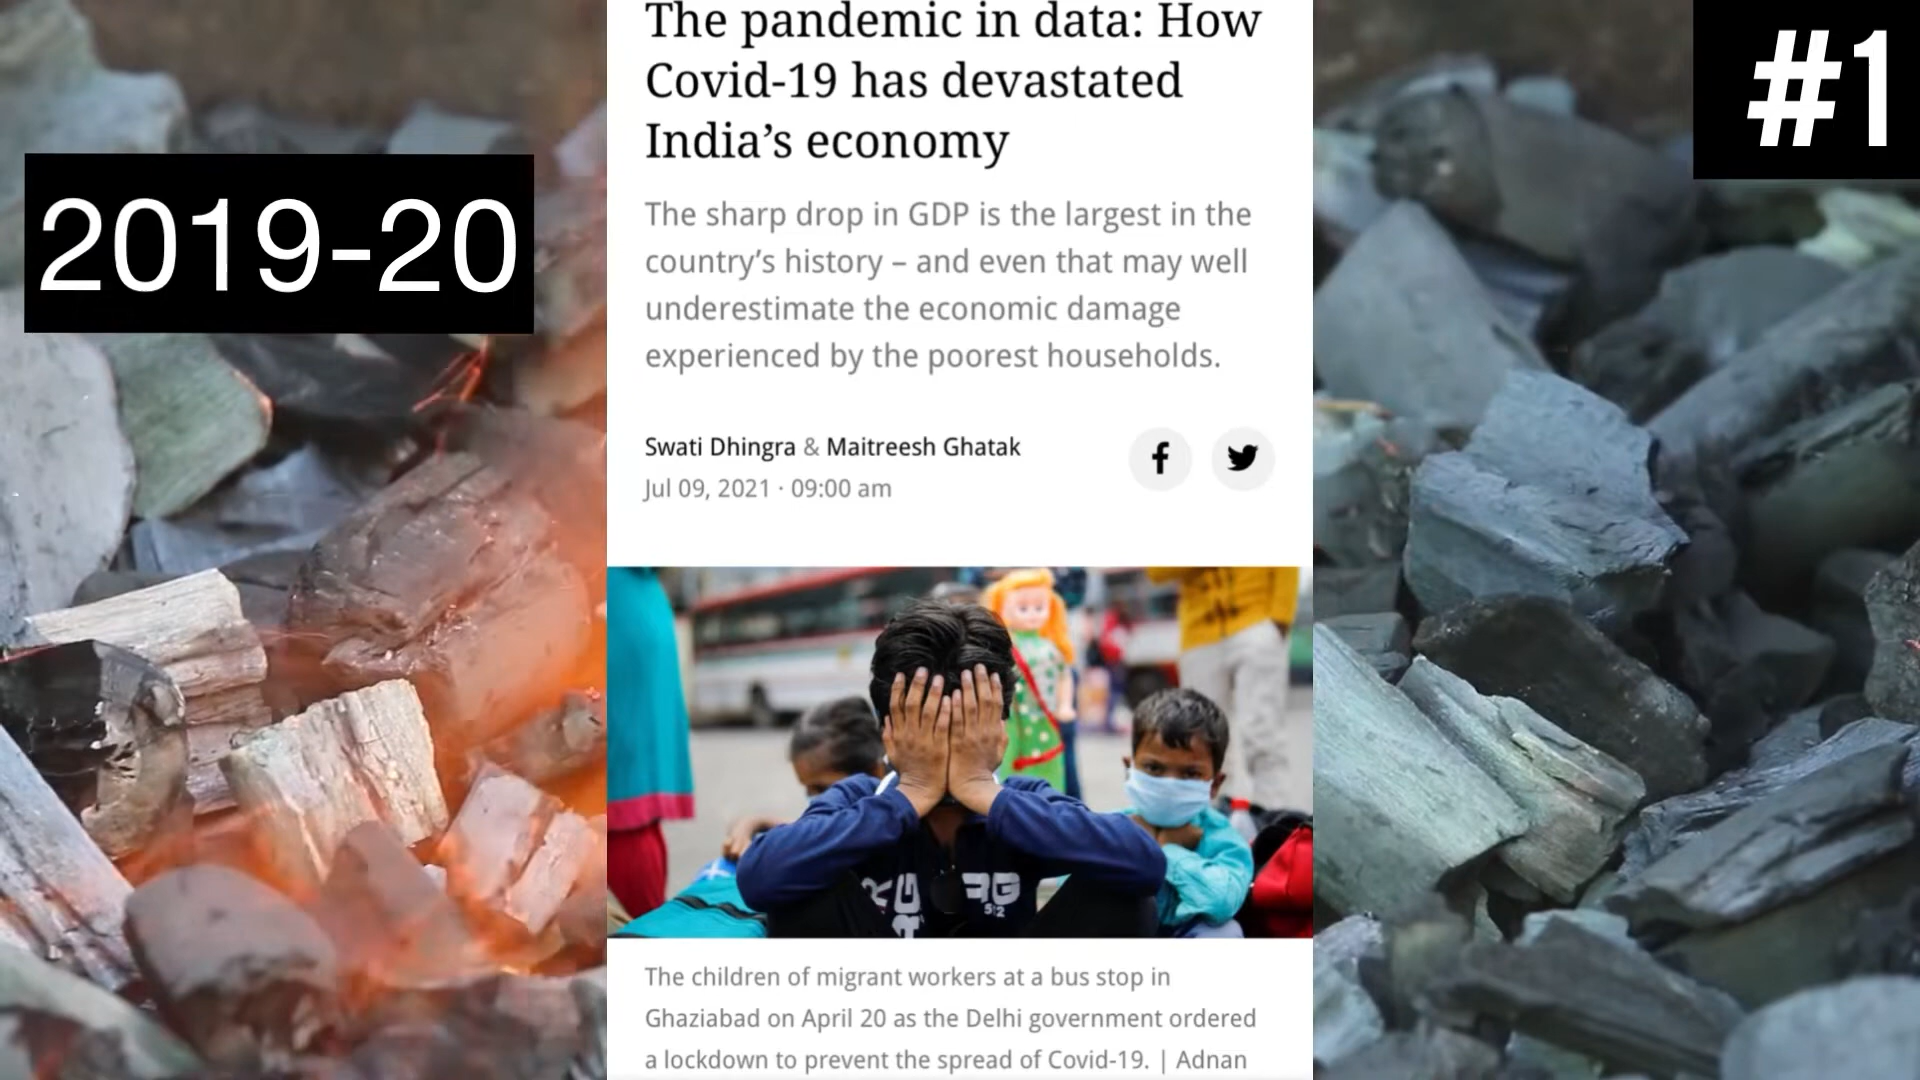 #1
2019-20
The pandemic in data: How
Covid-19 has devastated
India’s economy
The sharp drop in GDP is the largest in the
country’s history – and even that may well
underestimate the economic damage
experienced by the poorest households.
Swati Dhingra & Maitreesh Ghatak
Jul 09, 2021 · 09:00 am
The children of migrant workers at a bus stop in
Ghaziabad on April 20 as the Delhi government ordered
a lockdown to prevent the spread of Covid-19. | Adnan